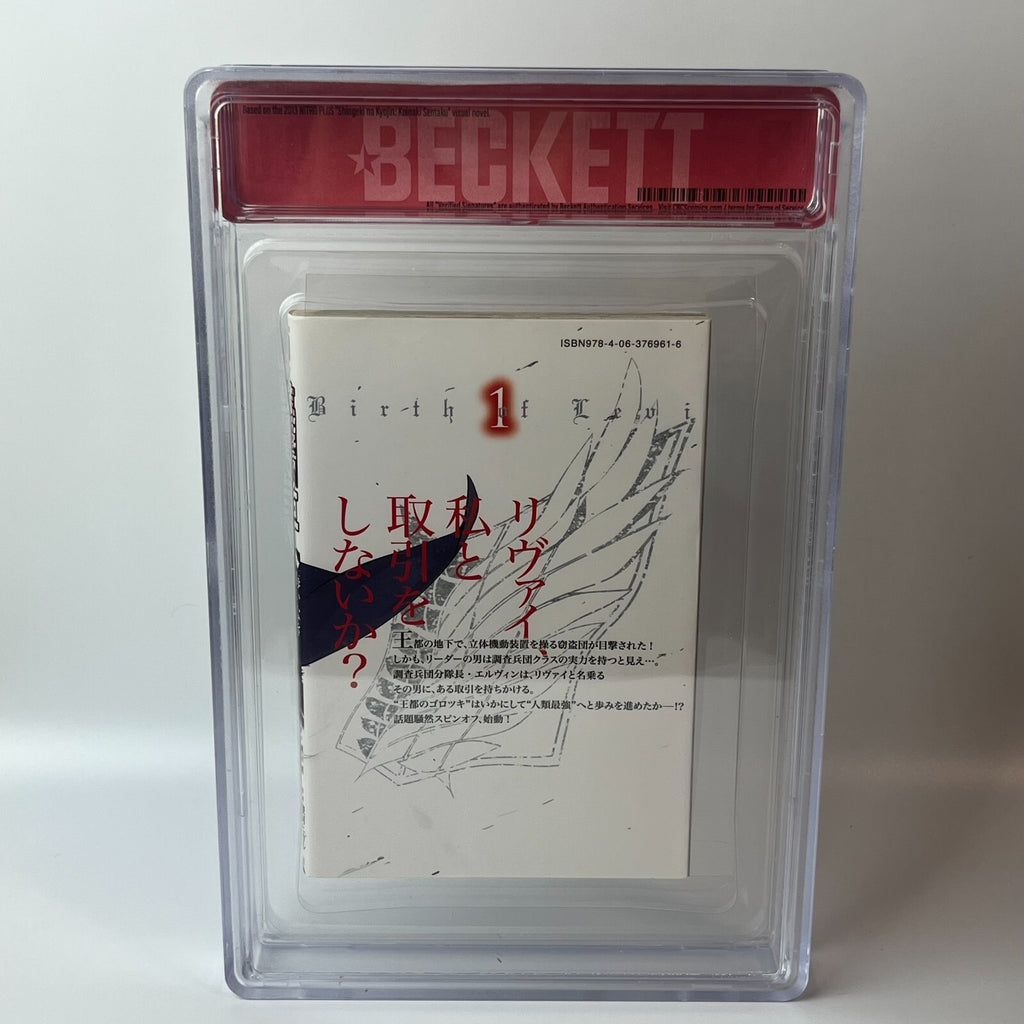 Based on the 2013 NITRO PLUS "Shingeki no Kyojin: Kuinaki Sentaku" visual novel.
BECKETT
All "Verified Signatures" are authenticated by Beckett Authentication Services. Visit CBCScomics.com / terms for Terms of Service
ISBN978-4-06-376961-6
Birth of Levi
1
リヴァイ、
私と
取引を
しないか?
王都の地下で、立体機動装置を操る窃盗団が目撃された!
しかも、リーダーの男は調査兵団クラスの実力を持つと見え…。
調査兵団分隊長・エルヴィンは、リヴァイと名乗る
その男に、ある取引を持ちかける。
“王都のゴロツキ”はいかにして“人類最強”へと歩みを進めたか―!?
話題騒然スピンオフ、始動!